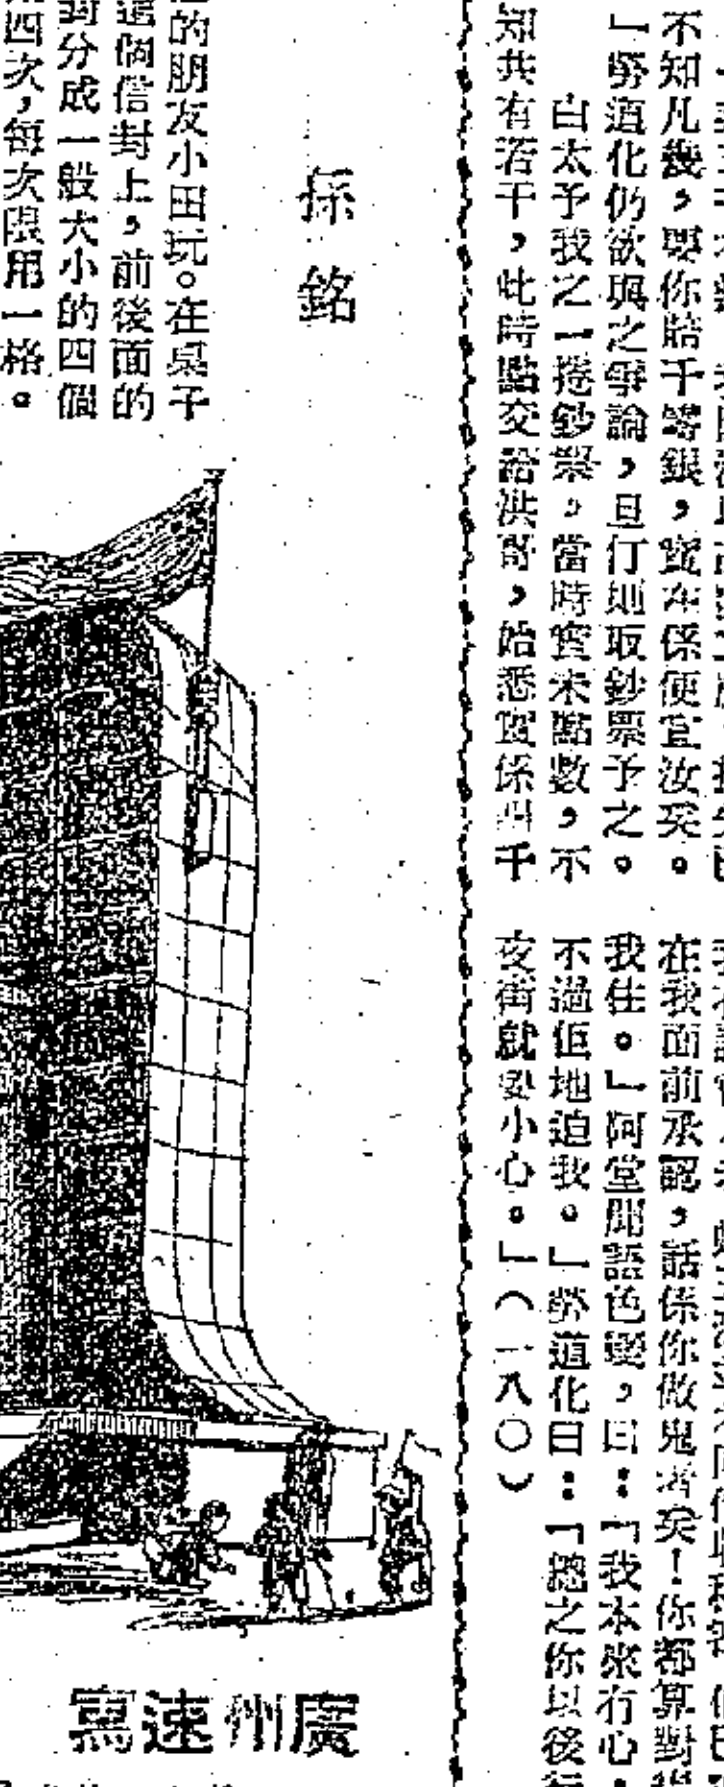 不知凡幾，要你賠千零銀，實在係便宜汝矣。
「勞道化仍欲與之爭論，且行埋取鈔票予之。
白太予我之一捲鈔票，當時實未點數，不
知共有若干，此時點交給洪哥，始悉實係四千
在我面前承認，話係你做鬼者矣！你都算對
我住。」阿堂聞語色變，曰：「我本來冇心，
不過佢地迫我。」勞道化曰：「總之你以後行
夜街就要小心。」（一八〇）
孫銘
的朋友小田玩。在桌子
這個信封上，前後面的
封分成一般大小的四個
四次，每次限用一格。
廣州速寫